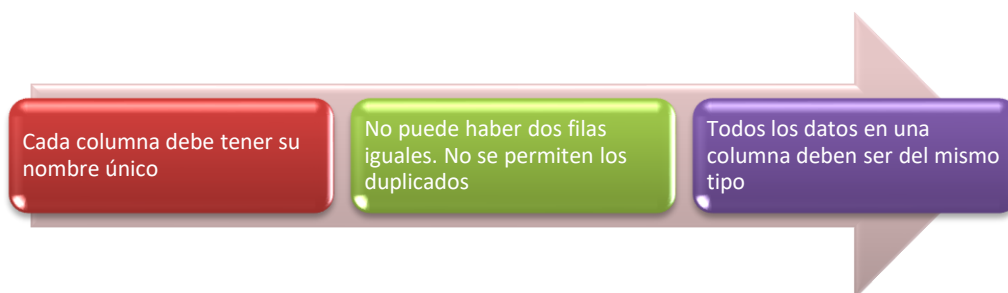 Cada columna debe tener su
nombre único
No puede haber dos filas
iguales. No se permiten los
duplicados
Todos los datos en una
columna deben ser del mismo
tipo